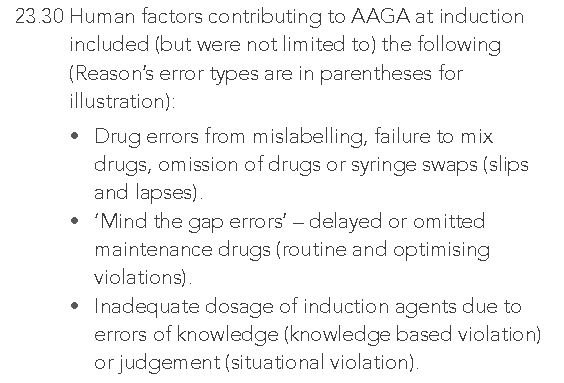 23.30 Human factors contributing to AAGA at induction
included (but were not limited to) the following
(Reason's error types are in parentheses for
illustration):
• Drug errors from mislabelling, failure to mix
drugs, omission of drugs or syringe swaps (slips
and lapses).
• ‘Mind the gap errors’ – delayed or omitted
maintenance drugs (routine and optimising
violations).
• Inadequate dosage of induction agents due to
errors of knowledge (knowledge based violation)
or judgement (situational violation).